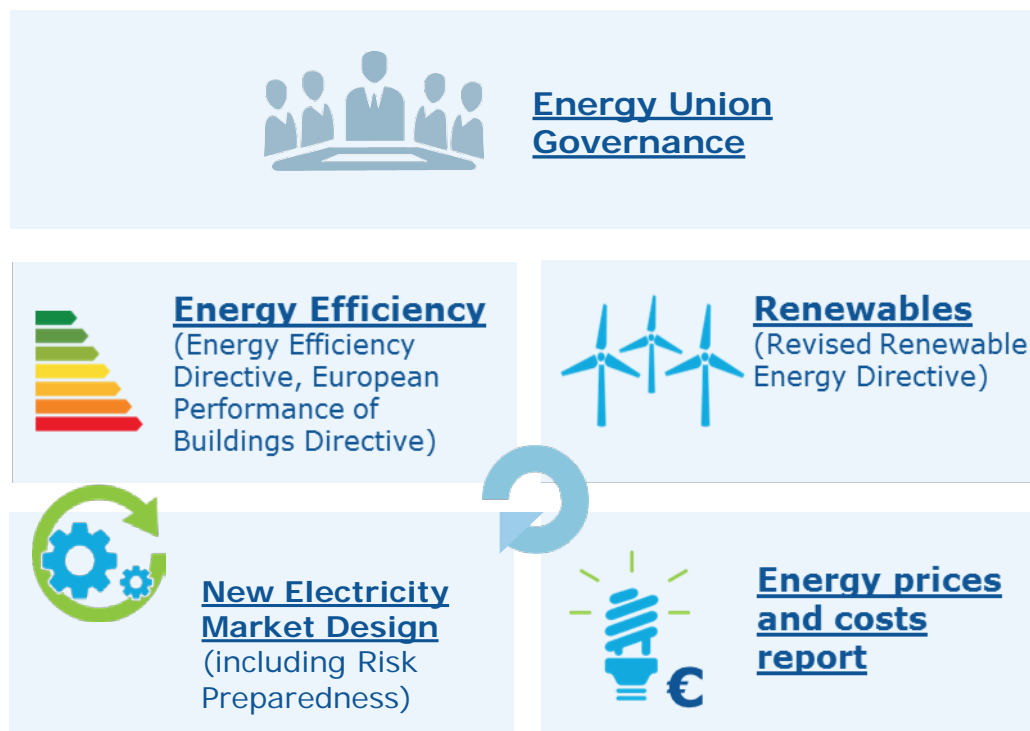 Energy Union
Governance
Energy Efficiency
(Energy Efficiency
Directive, European
Performance of
Buildings Directive)
Renewables
(Revised Renewable
Energy Directive)
New Electricity
Market Design
(including Risk
Preparedness)
Energy prices
and costs
report
€